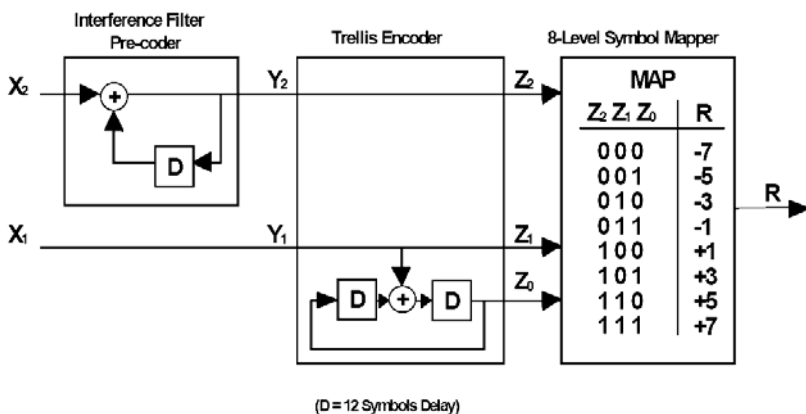 Interference Filter
Pre-coder
Trellis Encoder
8-Level Symbol Mapper
X₂
+
D
Y₂
Z₂
X₁
Y₁
Z₁
D
+
D
Z₀
MAP
Z₂ Z₁ Z₀ R
0 0 0 -7
0 0 1 -5
0 1 0 -3
0 1 1 -1
1 0 0 +1
1 0 1 +3
1 1 0 +5
1 1 1 +7
R
(D = 12 Symbols Delay)